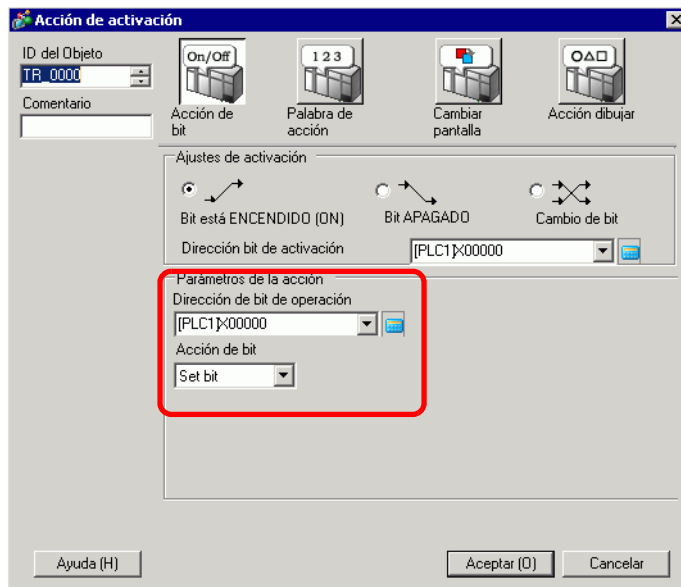 Acción de activación
ID del Objeto
TR_0000
Comentario
On/Off
1 2 3
Acción de
bit
Palabra de
acción
Cambiar
pantalla
Acción dibujar
Ajustes de activación
Bit está ENCENDIDO (ON)
Bit APAGADO
Cambio de bit
Dirección bit de activación
[PLC1]X00000
Parámetros de la acción
Dirección de bit de operación
[PLC1]X00000
Acción de bit
Set bit
Ayuda (H)
Aceptar (O)
Cancelar